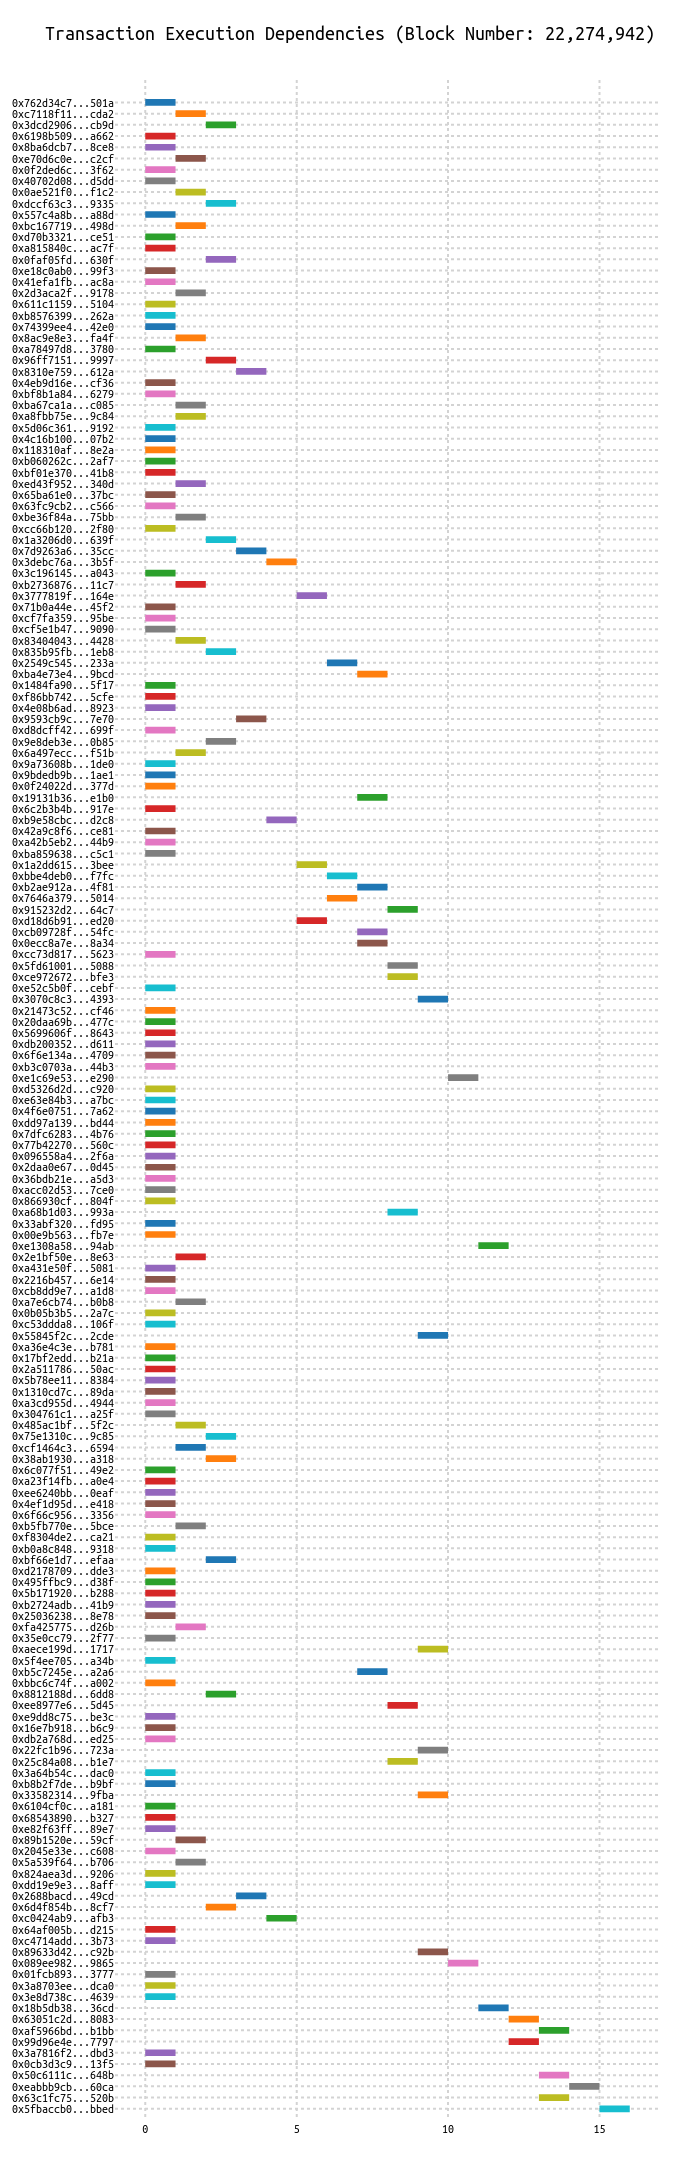 Transaction Execution Dependencies (Block Number: 22,274,942)
0x762d34c7...501a
0xc7118f11...cda2
0x3dcd2906...cb9d
0x6198b509...a662
0x8ba6dcb7...8ce8
0xe70d6c0e...c2cf
0x0f2ded6c...3f62
0x40702d08...d5dd
0x0ae521f0...f1c2
0xdccf63c3...9335
0x557c4a8b...a88d
0xbc167719...498d
0xd70b3321...ce51
0xa815840c...ac7f
0x0faf05fd...630f
0xe18c0ab0...99f3
0x41efa1fb...ac8a
0x2d3aca2f...9178
0x611c1159...5104
0xb8576399...262a
0x74399ee4...42e0
0x8ac9e8e3...fa4f
0xa78497d8...3780
0x96ff7151...9997
0x8310e759...612a
0x4eb9d16e...cf36
0xbf8b1a84...6279
0xba67ca1a...c085
0xa8fbb75e...9c84
0x5d06c361...9192
0x4c16b100...07b2
0x118310af...8e2a
0xb060262c...2af7
0xbf01e370...41b8
0xed43f952...340d
0x65ba61e0...37bc
0x63fc9cb2...c566
0xbe36f84a...75bb
0xcc66b120...2f80
0x1a3206d0...639f
0x7d9263a6...35cc
0x3debc76a...3b5f
0x3c196145...a043
0xb2736876...11c7
0x3777819f...164e
0x71b0a44e...45f2
0xcf7fa359...95be
0xcf5e1b47...9090
0x83404043...4428
0x835b95fb...1eb8
0x2549c545...233a
0xba4e73e4...9bcd
0x1484fa90...5f17
0xf86bb742...5cfe
0x4e08b6ad...8923
0x9593cb9c...7e70
0xd8dcff42...699f
0x9e8deb3e...0b85
0x6a497ecc...f51b
0x9a73608b...1de0
0x9bdedb9b...1ae1
0x0f24022d...377d
0x19131b36...e1b0
0x6c2b3b4b...917e
0xb9e58cbc...d2c8
0x42a9c8f6...ce81
0xa42b5eb2...44b9
0xba859638...c5c1
0x1a2dd615...3bee
0xbbe4deb0...f7fc
0xb2ae912a...4f81
0x7646a379...5014
0x915232d2...64c7
0xd18d6b91...ed20
0xcb09728f...54fc
0x0ecc8a7e...8a34
0xcc73d817...5623
0x5fd61001...5088
0xce972672...bfe3
0xe52c5b0f...cebf
0x3070c8c3...4393
0x21473c52...cf46
0x20daa69b...477c
0x5699606f...8643
0xdb200352...d611
0x6f6e134a...4709
0xb3c0703a...44b3
0xe1c69e53...e290
0xd5326d2d...c920
0xe63e84b3...a7bc
0x4f6e0751...7a62
0xdd97a139...bd44
0x7dfc6283...4b76
0x77b42270...560c
0x096558a4...2f6a
0x2daa0e67...0d45
0x36bdb21e...a5d3
0xacc02d53...7ce0
0x866930cf...804f
0xa68b1d03...993a
0x33abf320...fd95
0x00e9b563...fb7e
0xe1308a58...94ab
0x2e1bf50e...8e63
0xa431e50f...5081
0x2216b457...6e14
0xcb8dd9e7...a1d8
0xa7e6cb74...b0b8
0x0b05b3b5...2a7c
0xc53ddda8...106f
0x55845f2c...2cde
0xa36e4c3e...b781
0x17bf2edd...b21a
0x2a511786...50ac
0x5b78ee11...8384
0x1310cd7c...89da
0xa3cd955d...4944
0x304761c1...a25f
0x485ac1bf...5f2c
0x75e1310c...9c85
0xcf1464c3...6594
0x38ab1930...a318
0x6c077f51...49e2
0xa23f14fb...a0e4
0xee6240bb...0eaf
0x4ef1d95d...e418
0x6f66c956...3356
0xb5fb770e...5bce
0xf8304de2...ca21
0xb0a8c848...9318
0xbf66e1d7...efaa
0xd2178709...dde3
0x495ffbc9...d38f
0x5b171920...b288
0xb2724adb...41b9
0x25036238...8e78
0xfa425775...d26b
0x35e0cc79...2f77
0xaece199d...1717
0x5f4ee705...a34b
0xb5c7245e...a2a6
0xbbc6c74f...a002
0x8812188d...6dd8
0xee8977e6...5d45
0xe9dd8c75...be3c
0x16e7b918...b6c9
0xdb2a768d...ed25
0x22fc1b96...723a
0x25c84a08...b1e7
0x3a64b54c...dac0
0xb8b2f7de...b9bf
0x33582314...9fba
0x6104cf0c...a181
0x68543890...b327
0xe82f63ff...89e7
0x89b1520e...59cf
0x2045e33e...c608
0x5a539f64...b706
0x824aea3d...9206
0xdd19e9e3...8aff
0x2688bacd...49cd
0x6d4f854b...8cf7
0xc0424ab9...afb3
0x64af005b...d215
0xc4714add...3b73
0x89633d42...c92b
0x089ee982...9865
0x01fcb893...3777
0x3a8703ee...dca0
0x3e8d738c...4639
0x18b5db38...36cd
0x63051c2d...8083
0xaf5966bd...b1bb
0x99d96e4e...7797
0x3a7816f2...dbd3
0x0cb3d3c9...13f5
0x50c6111c...648b
0xeabbb9cb...60ca
0x63c1fc75...520b
0x5fbaccb0...bbed
0 5 10 15